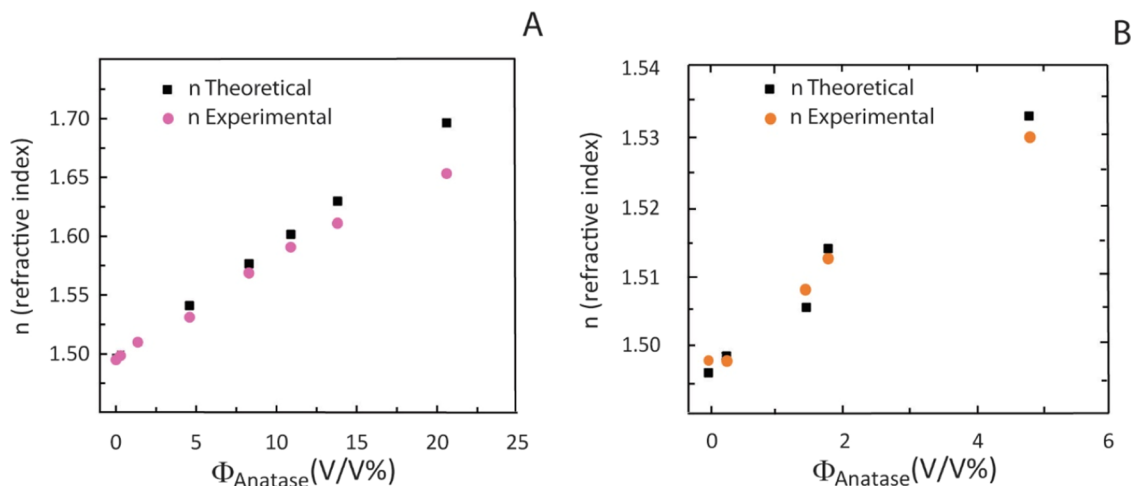 A
n Theoretical
n Experimental
1.70
1.65
1.60
1.55
1.50
n (refractive index)
0 5 10 15 20 25
ΦAnatase(V/V%)
B
n Theoretical
n Experimental
1.54
1.53
1.52
1.510
1.50
n (refractive index)
0 2 4 6
ΦAnatase(V/V%)